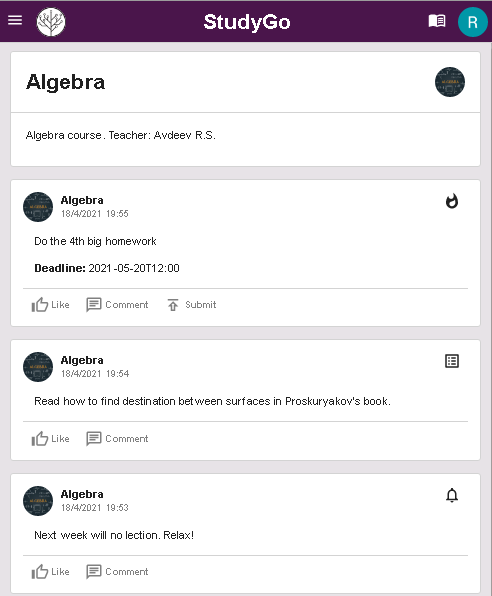 StudyGo
R
Algebra
Algebra course. Teacher: Avdeev R.S.
Algebra
18/4/2021 19:55
Do the 4th big homework
Deadline: 2021-05-20T12:00
Like Comment Submit
Algebra
18/4/2021 19:54
Read how to find destination between surfaces in Proskuryakov's book.
Like Comment
Algebra
18/4/2021 19:53
Next week will no lection. Relax!
Like Comment